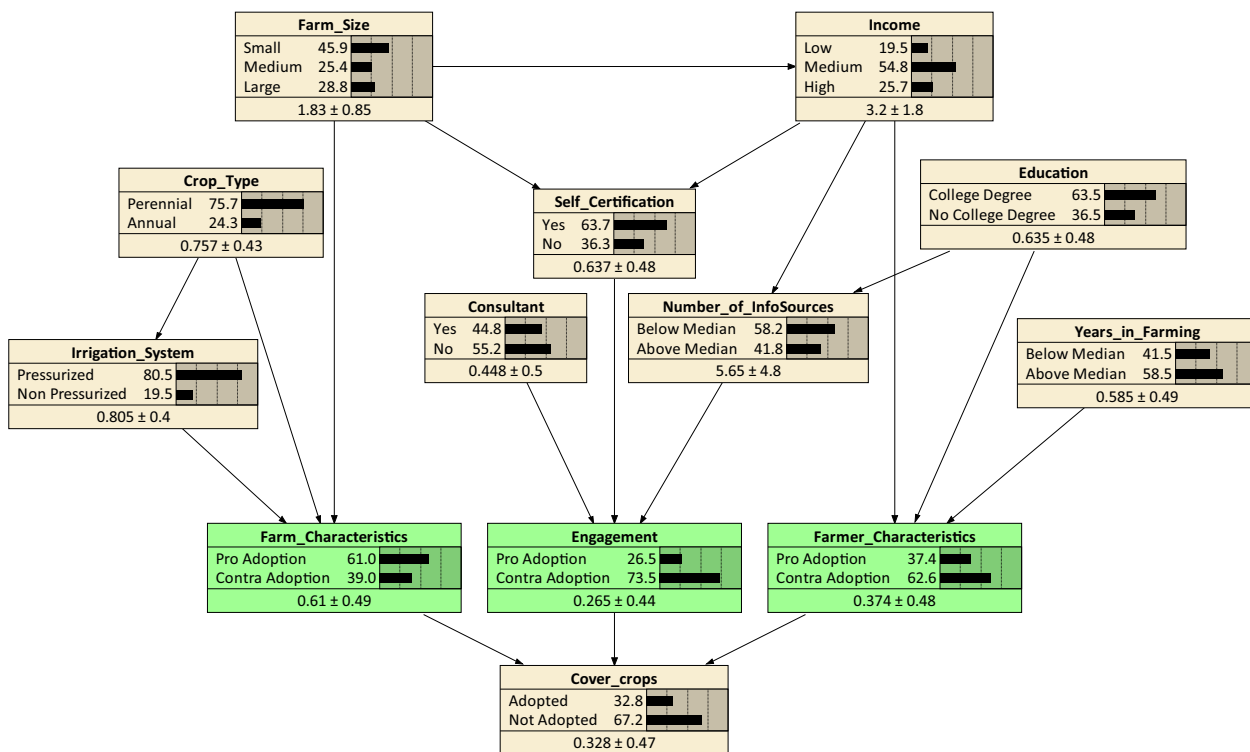 Farm_Size
Small 45.9
Medium 25.4
Large 28.8
1.83 ± 0.85
Income
Low 19.5
Medium 54.8
High 25.7
3.2 ± 1.8
Crop_Type
Perennial 75.7
Annual 24.3
0.757 ± 0.43
Self_Certification
Yes 63.7
No 36.3
0.637 ± 0.48
Education
College Degree 63.5
No College Degree 36.5
0.635 ± 0.48
Irrigation_System
Pressurized 80.5
Non Pressurized 19.5
0.805 ± 0.4
Consultant
Yes 44.8
No 55.2
0.448 ± 0.5
Number_of_InfoSources
Below Median 58.2
Above Median 41.8
5.65 ± 4.8
Years_in_Farming
Below Median 41.5
Above Median 58.5
0.585 ± 0.49
Farm_Characteristics
Pro Adoption 61.0
Contra Adoption 39.0
0.61 ± 0.49
Engagement
Pro Adoption 26.5
Contra Adoption 73.5
0.265 ± 0.44
Farmer_Characteristics
Pro Adoption 37.4
Contra Adoption 62.6
0.374 ± 0.48
Cover_crops
Adopted 32.8
Not Adopted 67.2
0.328 ± 0.47